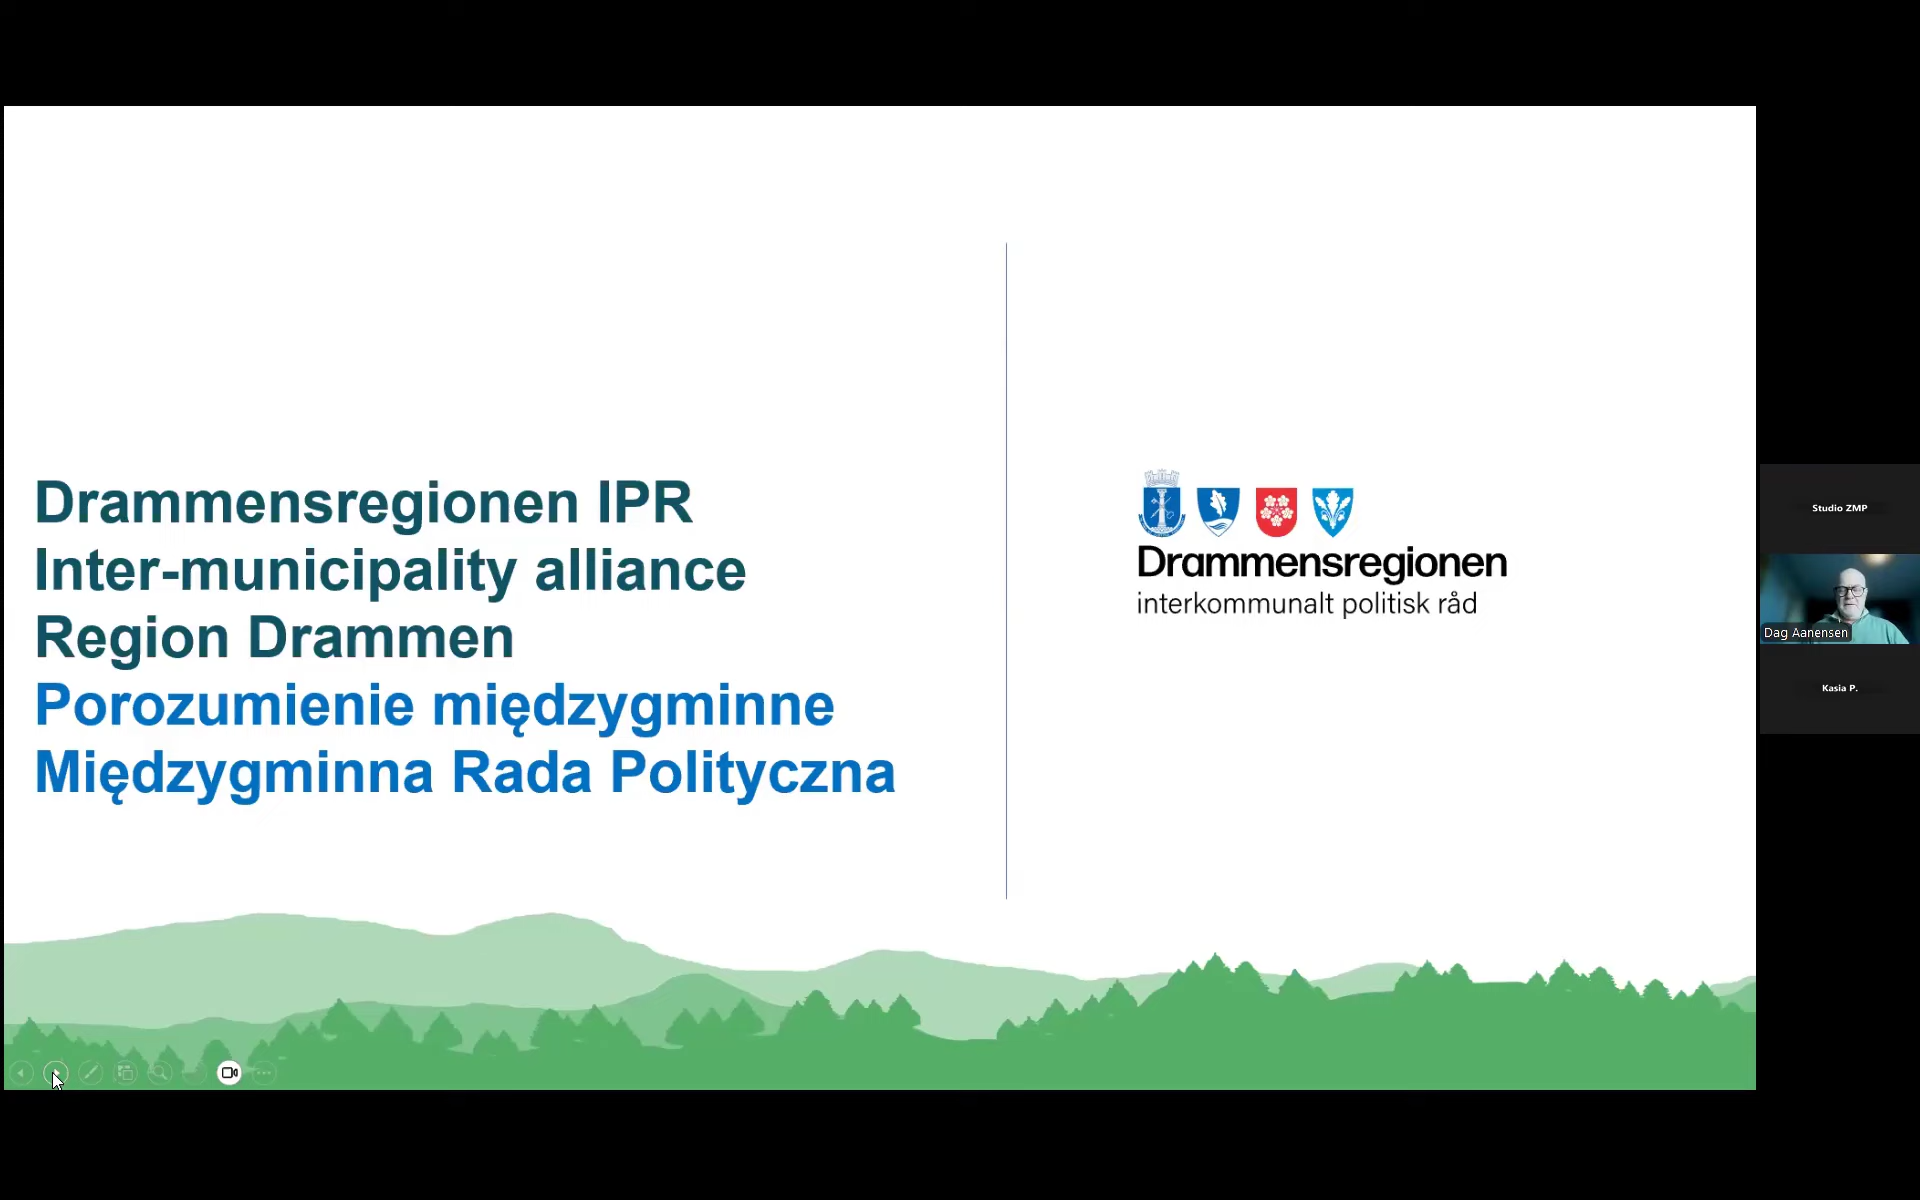 Drammensregionen IPR
Inter-municipality alliance
Region Drammen
Porozumienie międzygminne
Międzygminna Rada Polityczna
Drammensregionen
interkommunalt politisk råd
Studio ZMP
Dag Aanensen
Kasia P.